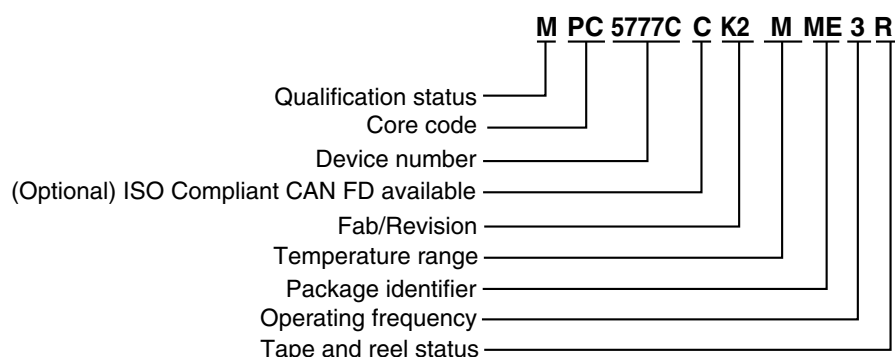 M PC 5777C C K2 M ME 3 R
Qualification status
Core code
Device number
(Optional) ISO Compliant CAN FD available
Fab/Revision
Temperature range
Package identifier
Operating frequency
Tape and reel status